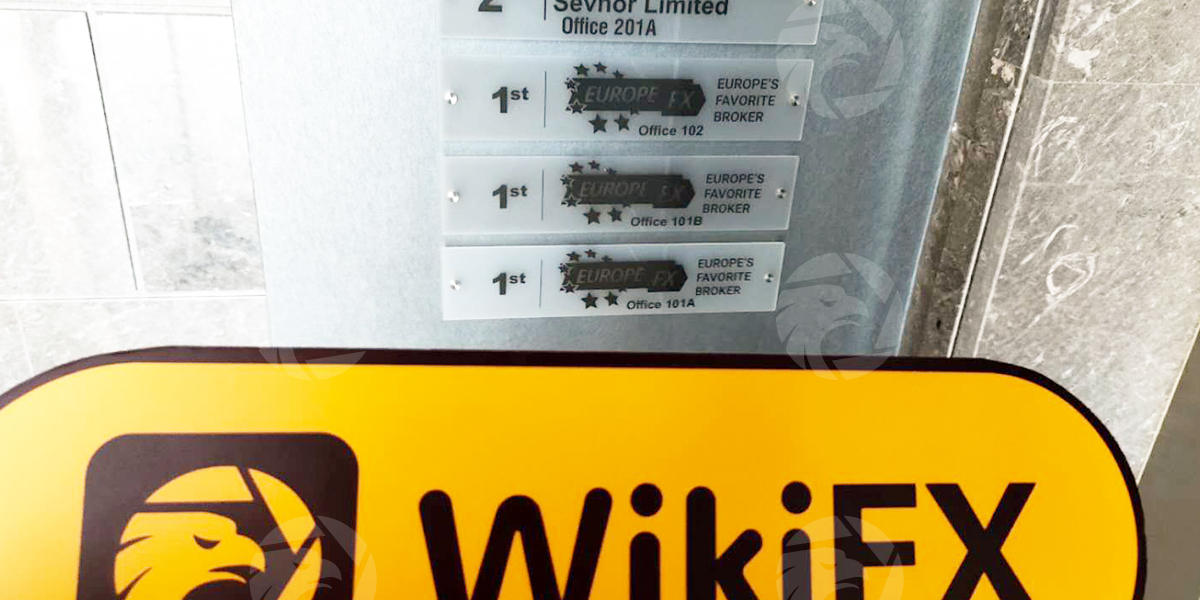 2 Sevnor Limited
Office 201A
1st EUROPE FX EUROPE'S
FAVORITE
BROKER
Office 102
1st EUROPE FX EUROPE'S
FAVORITE
BROKER
Office 101B
1st EUROPE FX EUROPE'S
FAVORITE
BROKER
Office 101A
WikiFX